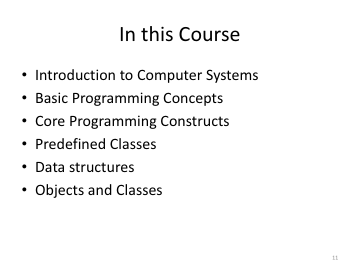 In this Course
• Introduction to Computer Systems
• Basic Programming Concepts
• Core Programming Constructs
• Predefined Classes
• Data structures
• Objects and Classes
11